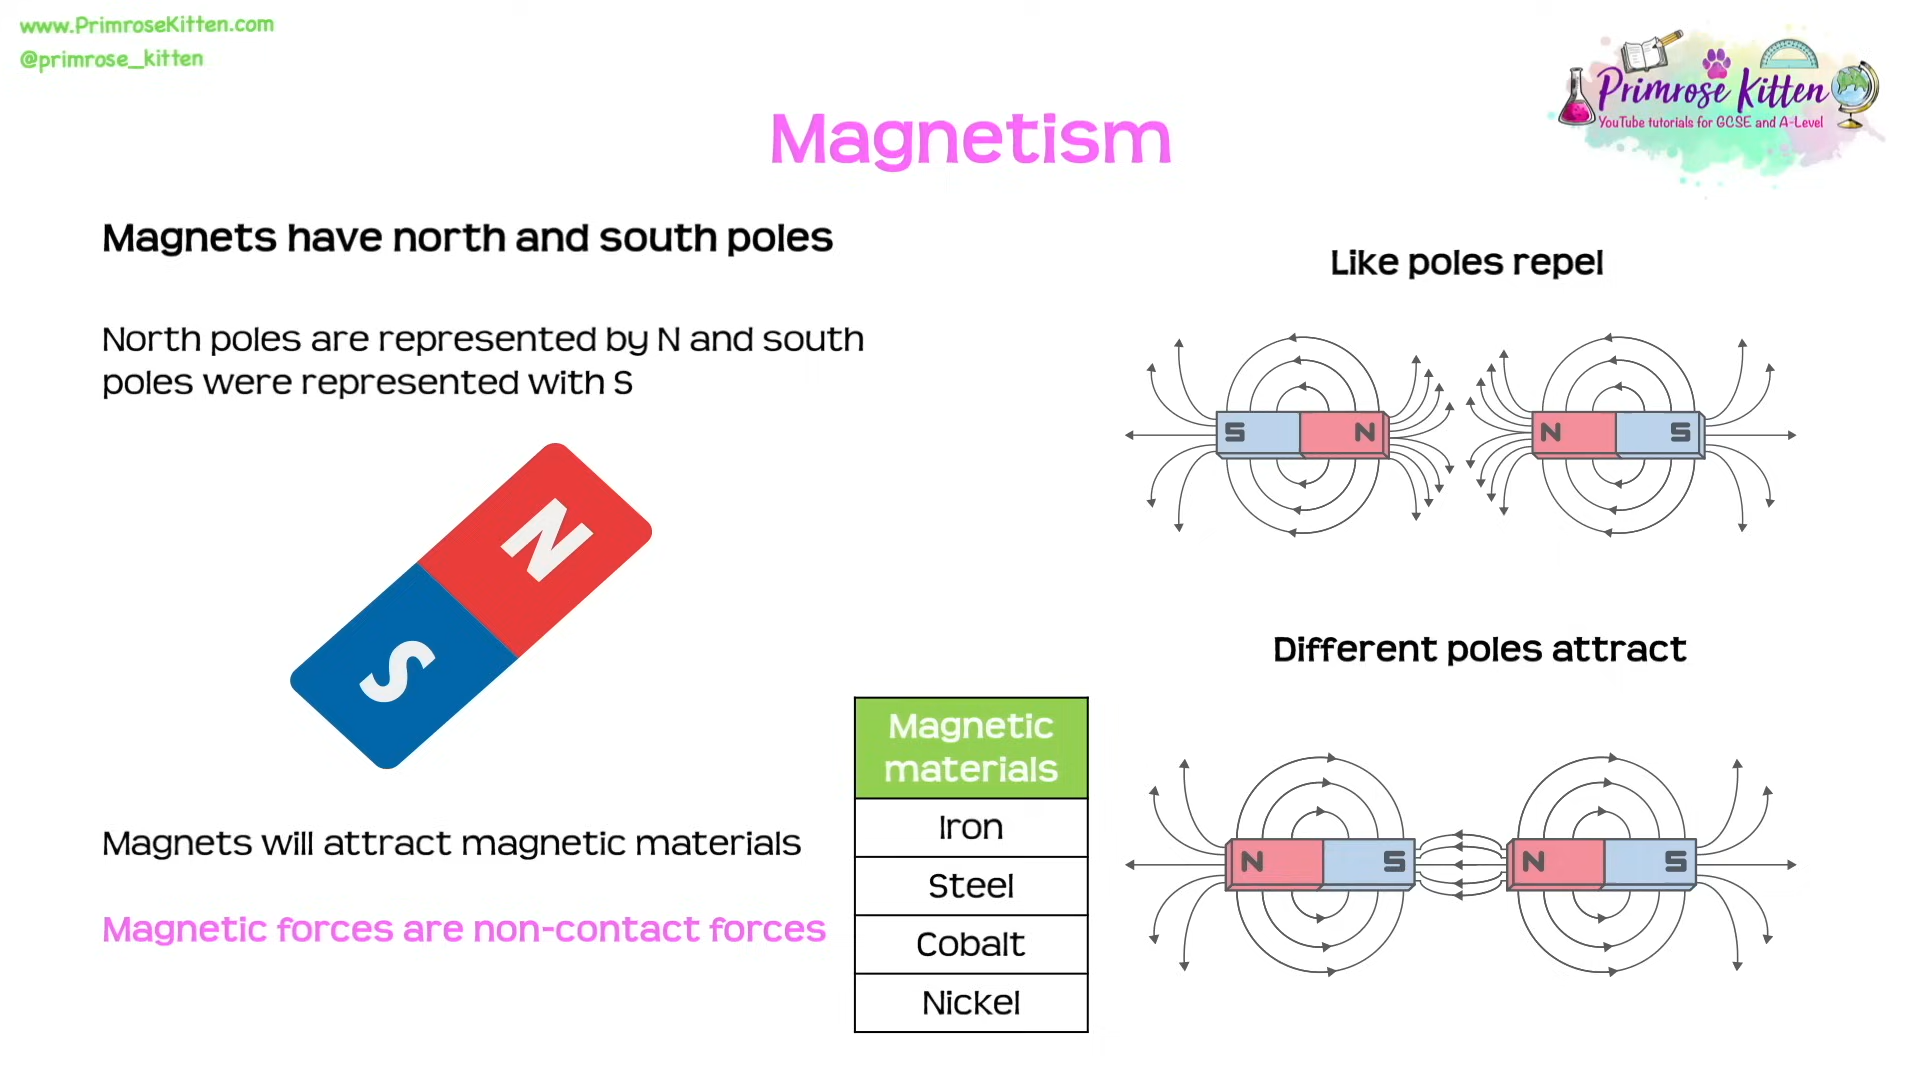 www.PrimroseKitten.com
@primrose_kitten
Primrose Kitten
YouTube tutorials for GCSE and A-Level
Magnetism
Magnets have north and south poles
North poles are represented by N and south
poles were represented with S
N
S
Magnets will attract magnetic materials
Magnetic forces are non-contact forces
Magnetic
materials
Iron
Steel
Cobalt
Nickel
Like poles repel
S N N S
Different poles attract
N S N S